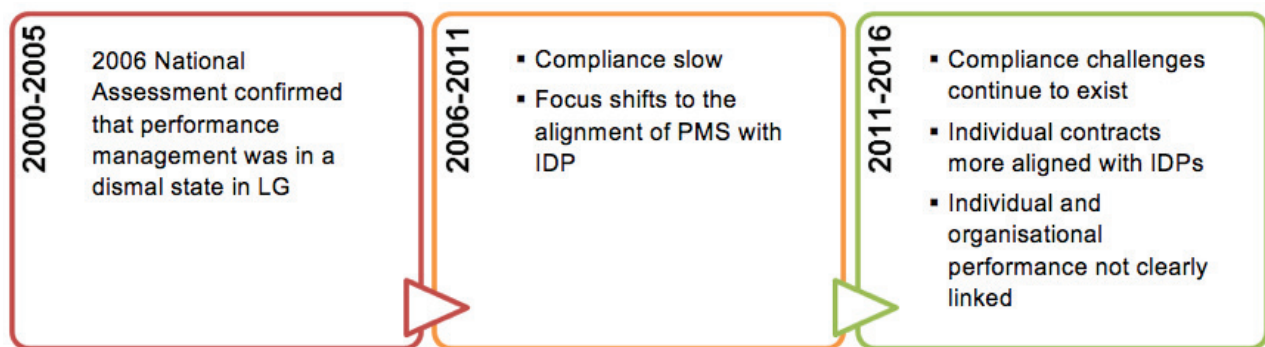 2000-2005
2006 National
Assessment confirmed
that performance
management was in a
dismal state in LG
2006-2011
▪ Compliance slow
▪ Focus shifts to the
alignment of PMS with
IDP
2011-2016
▪ Compliance challenges
continue to exist
▪ Individual contracts
more aligned with IDPs
▪ Individual and
organisational
performance not clearly
linked